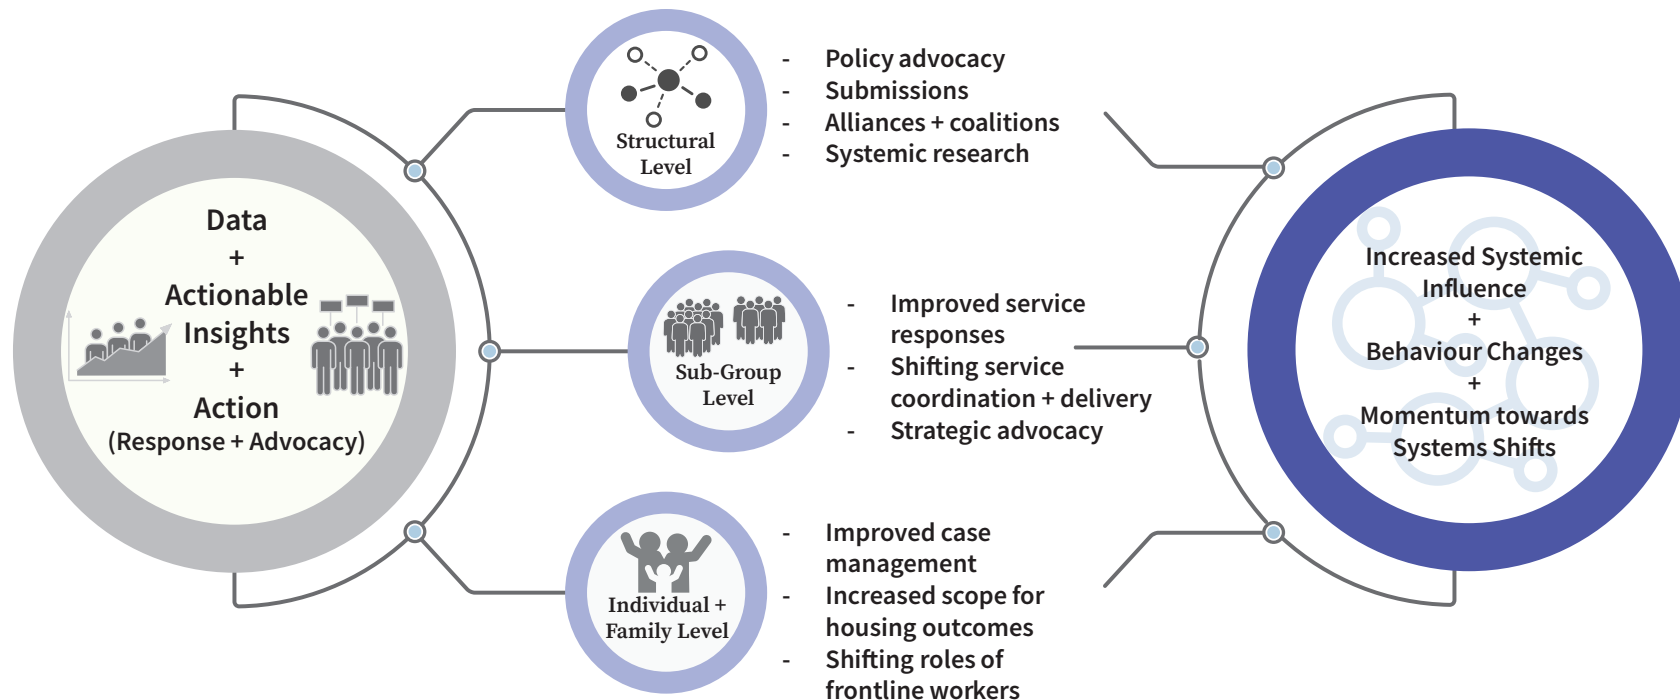 Data
+
Actionable
Insights
+
Action
(Response + Advocacy)
Structural
Level
- Policy advocacy
- Submissions
- Alliances + coalitions
- Systemic research
Sub-Group
Level
- Improved service
responses
- Shifting service
coordination + delivery
- Strategic advocacy
Individual +
Family Level
- Improved case
management
- Increased scope for
housing outcomes
- Shifting roles of
frontline workers
Increased Systemic
Influence
+
Behaviour Changes
+
Momentum towards
Systems Shifts